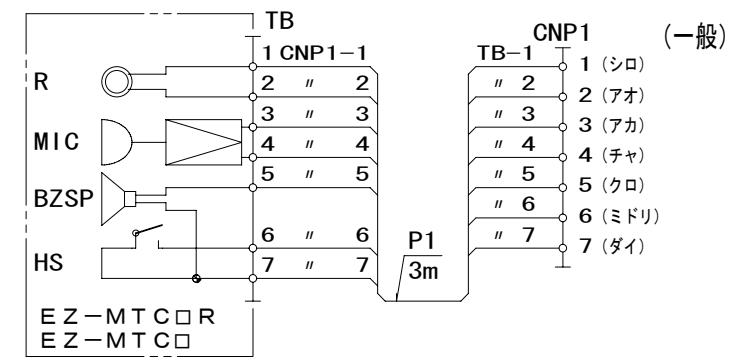 TB
CNP1 (一般)
1 CNP1-1 TB-1 1 (シロ)
R 2 〃 2 〃 2 2 (アオ)
3 〃 3 〃 3 3 (アカ)
MIC 4 〃 4 〃 4 4 (チャ)
5 〃 5 〃 5 5 (クロ)
BZSP 〃 6 6 (ミドリ)
6 〃 6 P1 〃 7 7 (ダイ)
HS 7 〃 7 3m
EZ-MTC□R
EZ-MTC□